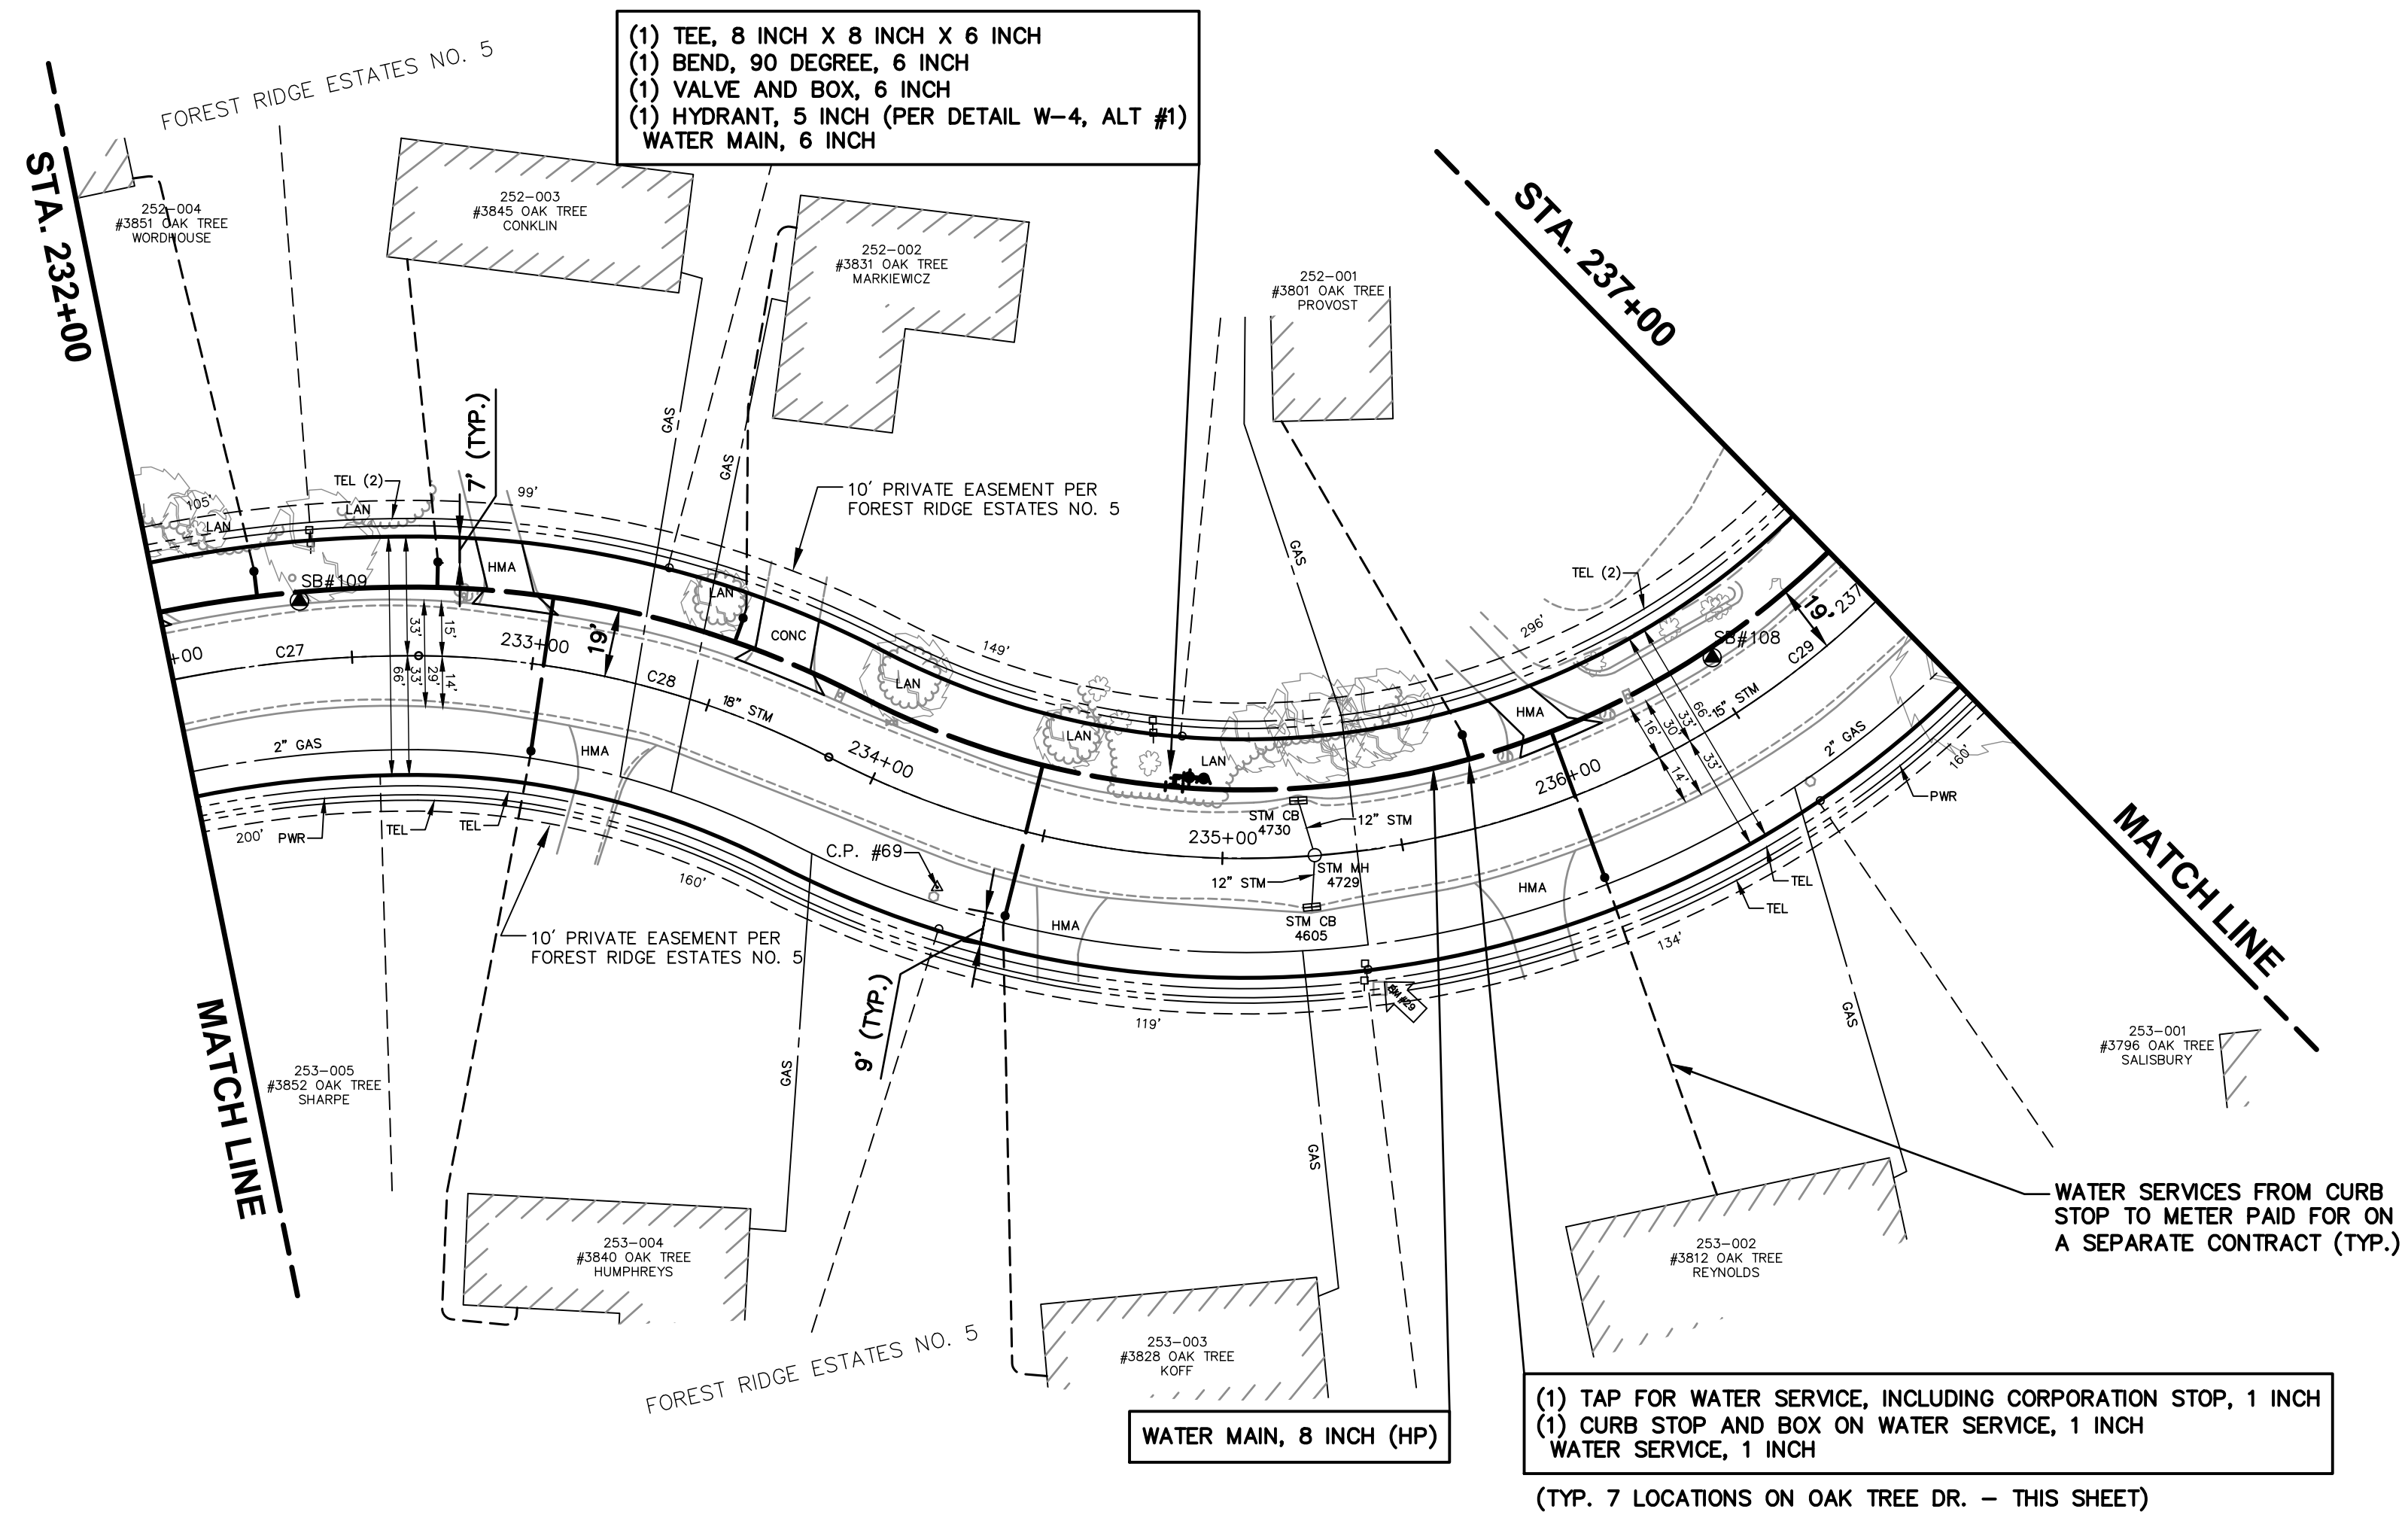 (1) TEE, 8 INCH X 8 INCH X 6 INCH
(1) BEND, 90 DEGREE, 6 INCH
(1) VALVE AND BOX, 6 INCH
(1) HYDRANT, 5 INCH (PER DETAIL W-4, ALT #1)
WATER MAIN, 6 INCH
FOREST RIDGE ESTATES NO. 5
STA. 232+00
STA. 237+00
252-004
#3851 OAK TREE
WORDHOUSE
252-003
#3845 OAK TREE
CONKLIN
252-002
#3831 OAK TREE
MARKIEWICZ
252-001
#3801 OAK TREE
PROVOST
7' (TYP.)
GAS
GAS
GAS
TEL (2)
105'
LAN
LAN
99'
10' PRIVATE EASEMENT PER
FOREST RIDGE ESTATES NO. 5
SB#109
HMA
LAN
CONC
149'
LAN
LAN
LAN
296'
TEL (2)
SB#108
HMA
19'
237
+00
C27
33'
15'
66'
33'
29'
14'
233+00
19'
C28
18" STM
234+00
235+00
236+00
C29
15" STM
66'
33'
30'
16'
14'
33'
2" GAS
2" GAS
HMA
200'
PWR
TEL
TEL
160'
C.P. #69
STM CB
4730
12" STM
STM MH
4729
12" STM
STM CB
4605
HMA
HMA
TEL
TEL
PWR
160'
134'
119'
BM#29
10' PRIVATE EASEMENT PER
FOREST RIDGE ESTATES NO. 5
9' (TYP.)
MATCH LINE
MATCH LINE
GAS
GAS
GAS
253-005
#3852 OAK TREE
SHARPE
253-004
#3840 OAK TREE
HUMPHREYS
253-003
#3828 OAK TREE
KOFF
253-002
#3812 OAK TREE
REYNOLDS
253-001
#3796 OAK TREE
SALISBURY
FOREST RIDGE ESTATES NO. 5
WATER SERVICES FROM CURB
STOP TO METER PAID FOR ON
A SEPARATE CONTRACT (TYP.)
WATER MAIN, 8 INCH (HP)
(1) TAP FOR WATER SERVICE, INCLUDING CORPORATION STOP, 1 INCH
(1) CURB STOP AND BOX ON WATER SERVICE, 1 INCH
WATER SERVICE, 1 INCH
(TYP. 7 LOCATIONS ON OAK TREE DR. - THIS SHEET)